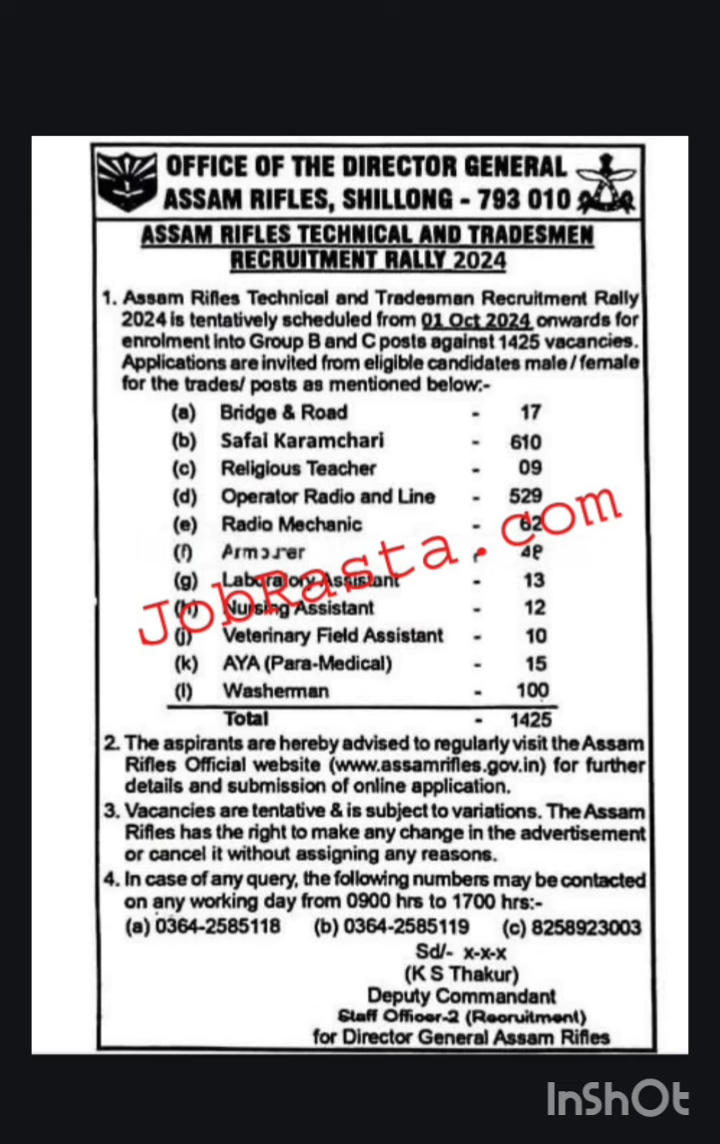 OFFICE OF THE DIRECTOR GENERAL
ASSAM RIFLES, SHILLONG - 793 010
ASSAM RIFLES TECHNICAL AND TRADESMEN
RECRUITMENT RALLY 2024
1. Assam Rifles Technical and Tradesman Recruitment Rally
2024 is tentatively scheduled from 01 Oct 2024 onwards for
enrolment into Group B and C posts against 1425 vacancies.
Applications are invited from eligible candidates male / female
for the trades/ posts as mentioned below:-
(a) Bridge & Road - 17
(b) Safai Karamchari - 610
(c) Religious Teacher - 09
(d) Operator Radio and Line - 529
(e) Radio Mechanic - 62
(f) Armourer - 48
(g) Laboratory Assistant - 13
(h) Nursing Assistant - 12
(j) Veterinary Field Assistant - 10
(k) AYA (Para-Medical) - 15
(l) Washerman - 100
Total - 1425
JobRasta.com
2. The aspirants are hereby advised to regularly visit the Assam
Rifles Official website (www.assamrifles.gov.in) for further
details and submission of online application.
3. Vacancies are tentative & is subject to variations. The Assam
Rifles has the right to make any change in the advertisement
or cancel it without assigning any reasons.
4. In case of any query, the following numbers may be contacted
on any working day from 0900 hrs to 1700 hrs:-
(a) 0364-2585118 (b) 0364-2585119 (c) 8258923003
Sd/- x-x-x
(K S Thakur)
Deputy Commandant
Staff Officer-2 (Recruitment)
for Director General Assam Rifles
InShOt